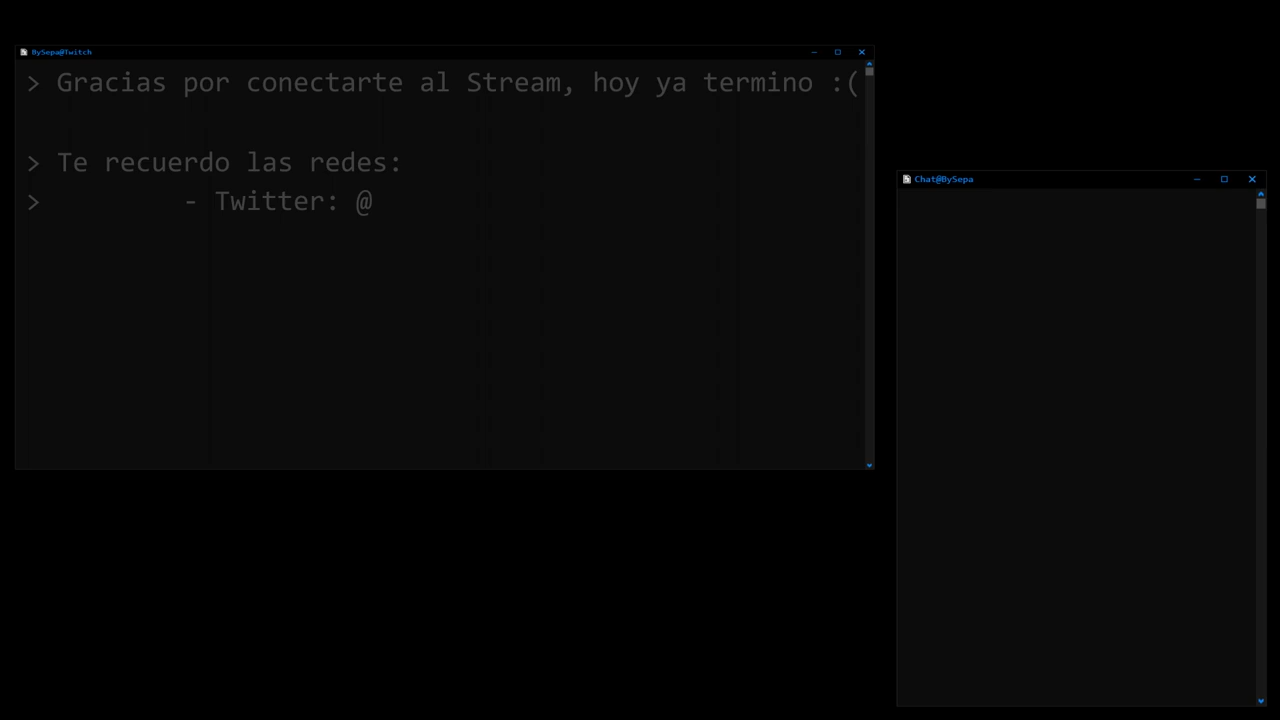 BySepa@Twitch
> Gracias por conectarte al Stream, hoy ya termino :(
> Te recuerdo las redes:
> - Twitter: @
Chat@BySepa